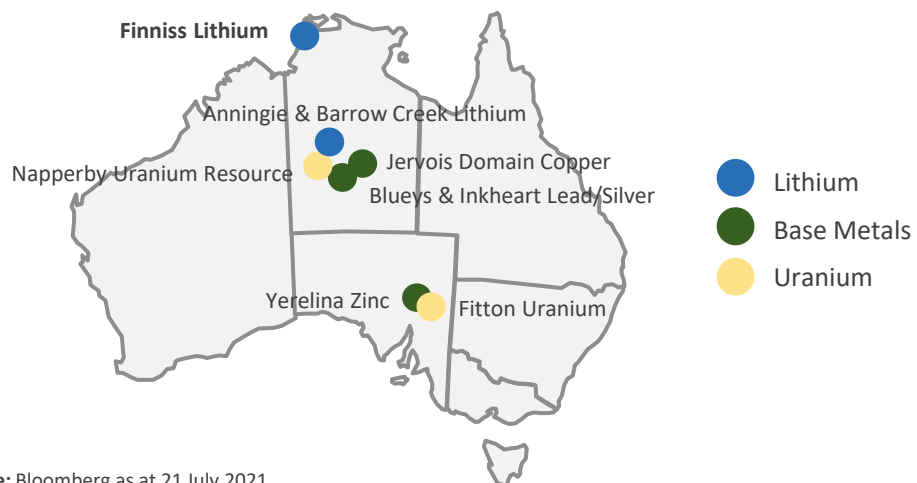 Finniss Lithium
Anningie & Barrow Creek Lithium
Napperby Uranium Resource
Jervois Domain Copper
Blueys & Inkheart Lead/Silver
Yerelina Zinc
Fitton Uranium
Lithium
Base Metals
Uranium
e: Bloomberg as at 21 July 2021